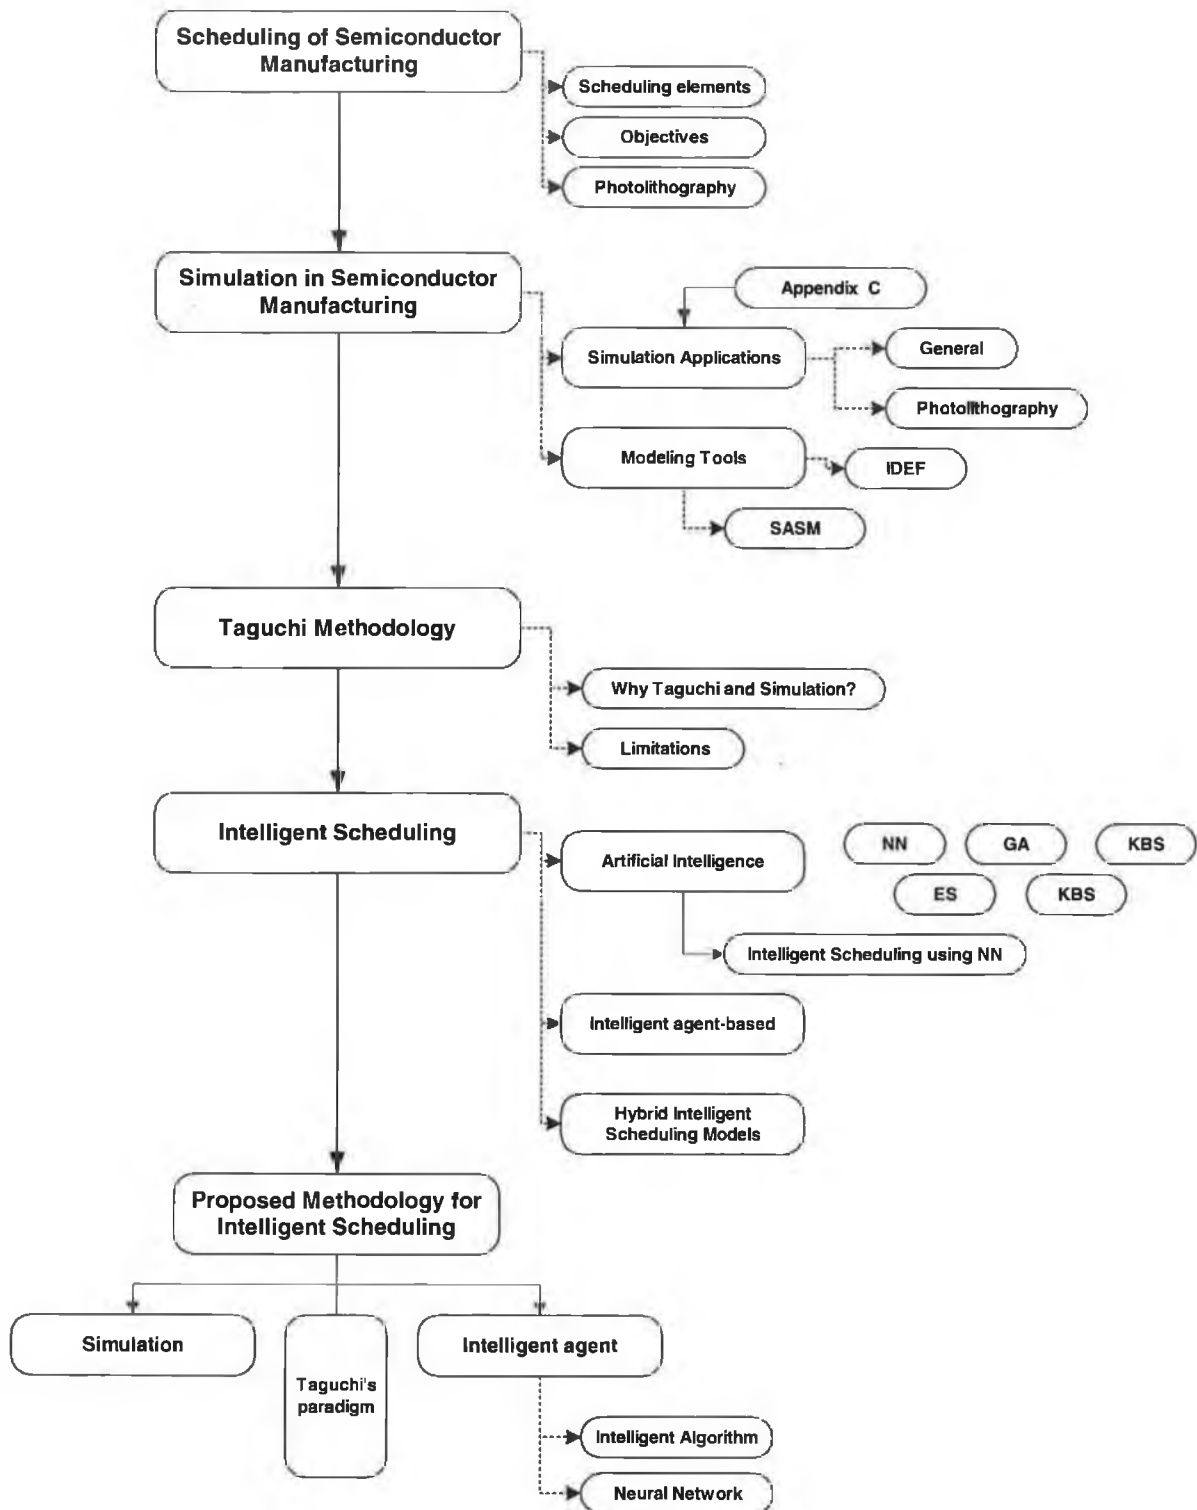 Scheduling of Semiconductor
Manufacturing
Scheduling elements
Objectives
Photolithography
Simulation in Semiconductor
Manufacturing
Appendix C
Simulation Applications
General
Photolithography
Modeling Tools
IDEF
SASM
Taguchi Methodology
Why Taguchi and Simulation?
Limitations
Intelligent Scheduling
Artificial Intelligence
NN
GA
KBS
ES
KBS
Intelligent Scheduling using NN
Intelligent agent-based
Hybrid Intelligent
Scheduling Models
Proposed Methodology for
Intelligent Scheduling
Simulation
Taguchi's
paradigm
Intelligent agent
Intelligent Algorithm
Neural Network